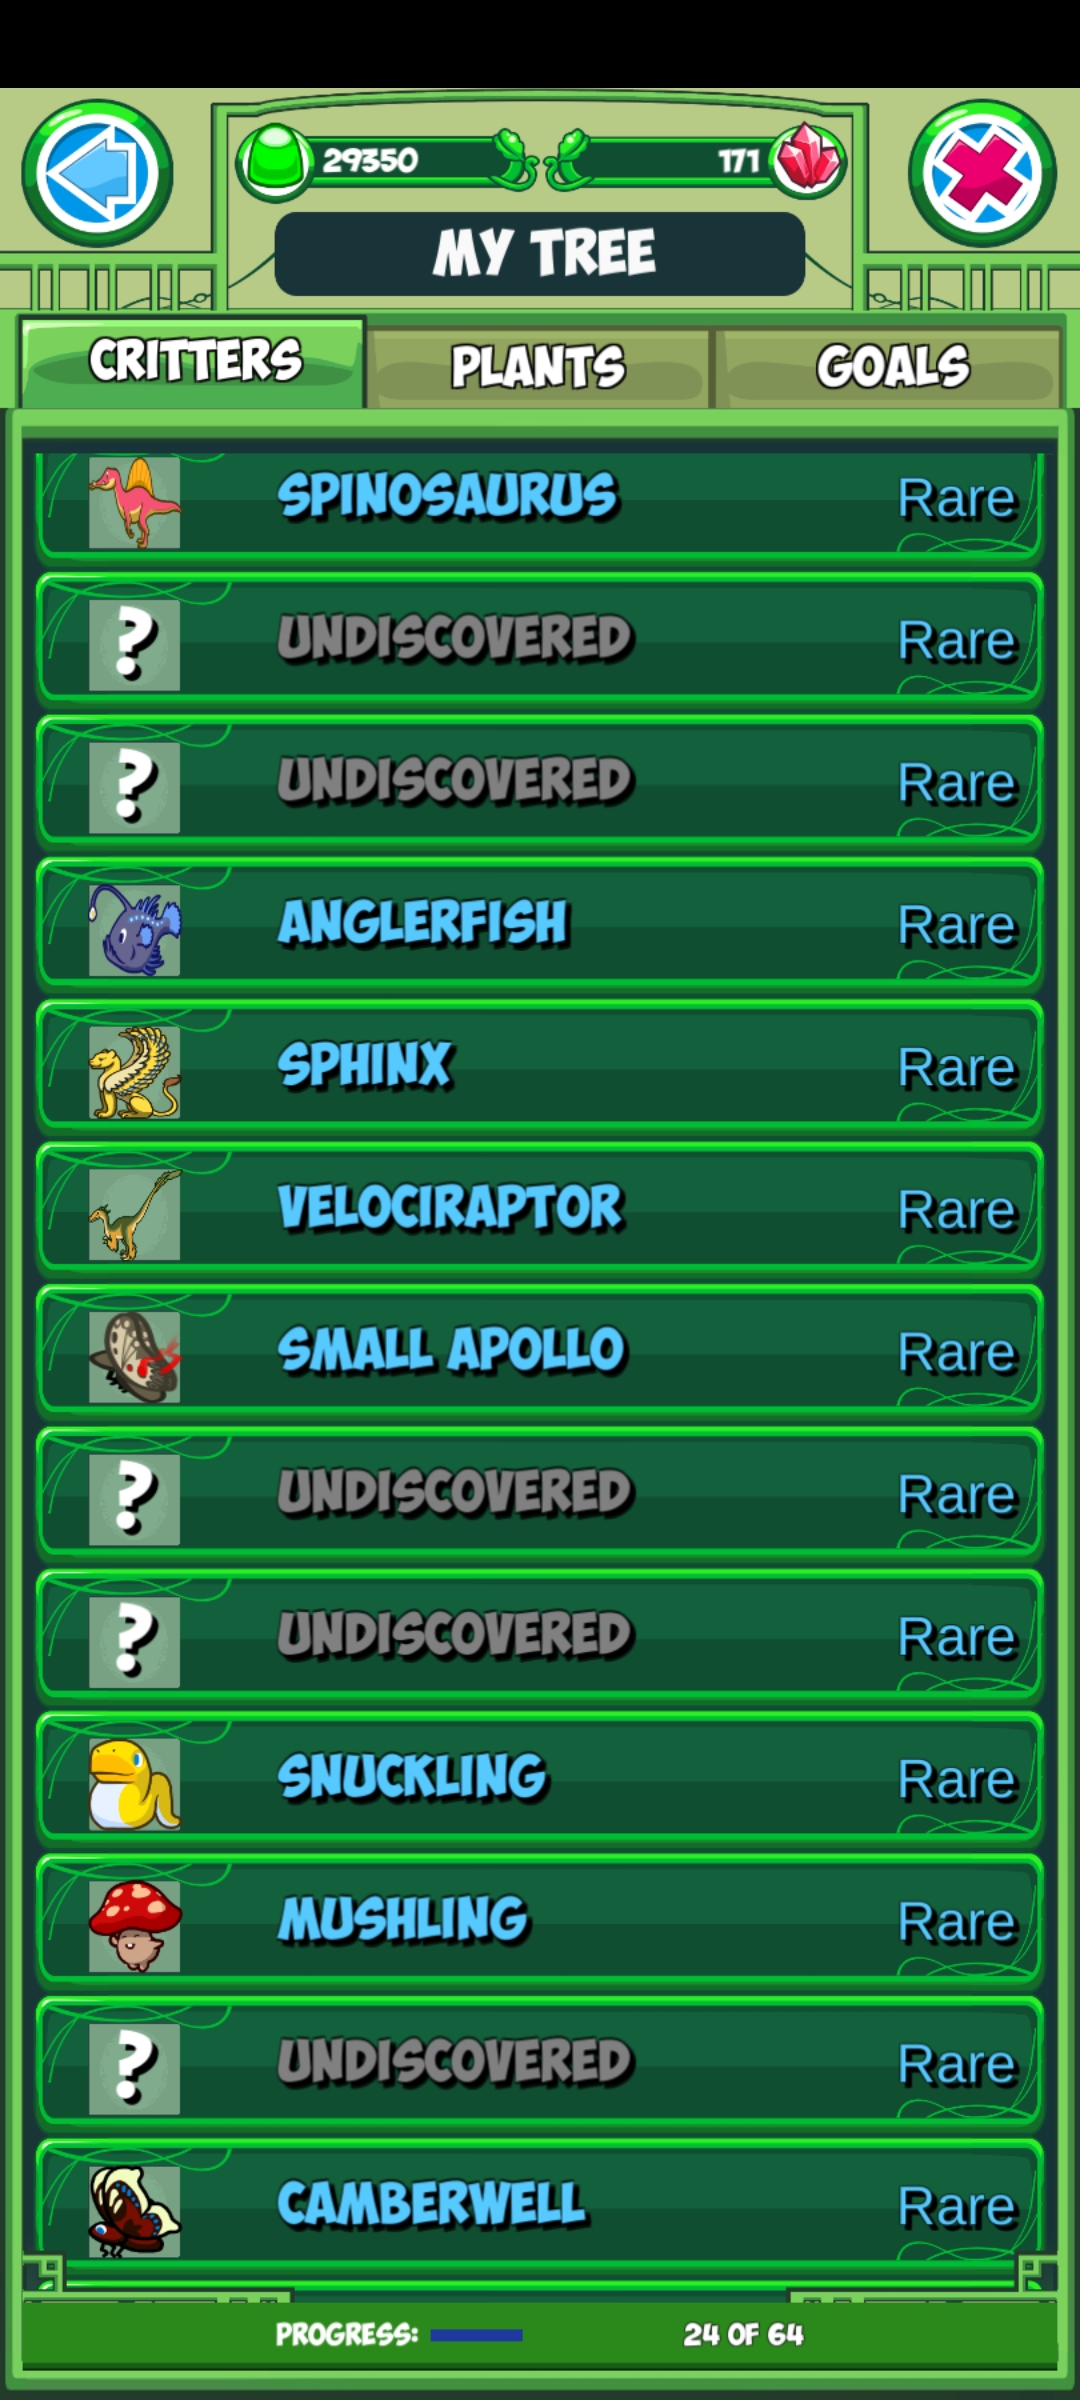 29350
171
MY TREE
CRITTERS
PLANTS
GOALS
SPINOSAURUS Rare
? UNDISCOVERED Rare
? UNDISCOVERED Rare
ANGLERFISH Rare
SPHINX Rare
VELOCIRAPTOR Rare
SMALL APOLLO Rare
? UNDISCOVERED Rare
? UNDISCOVERED Rare
SNUCKLING Rare
MUSHLING Rare
? UNDISCOVERED Rare
CAMBERWELL Rare
PROGRESS: 24 OF 64